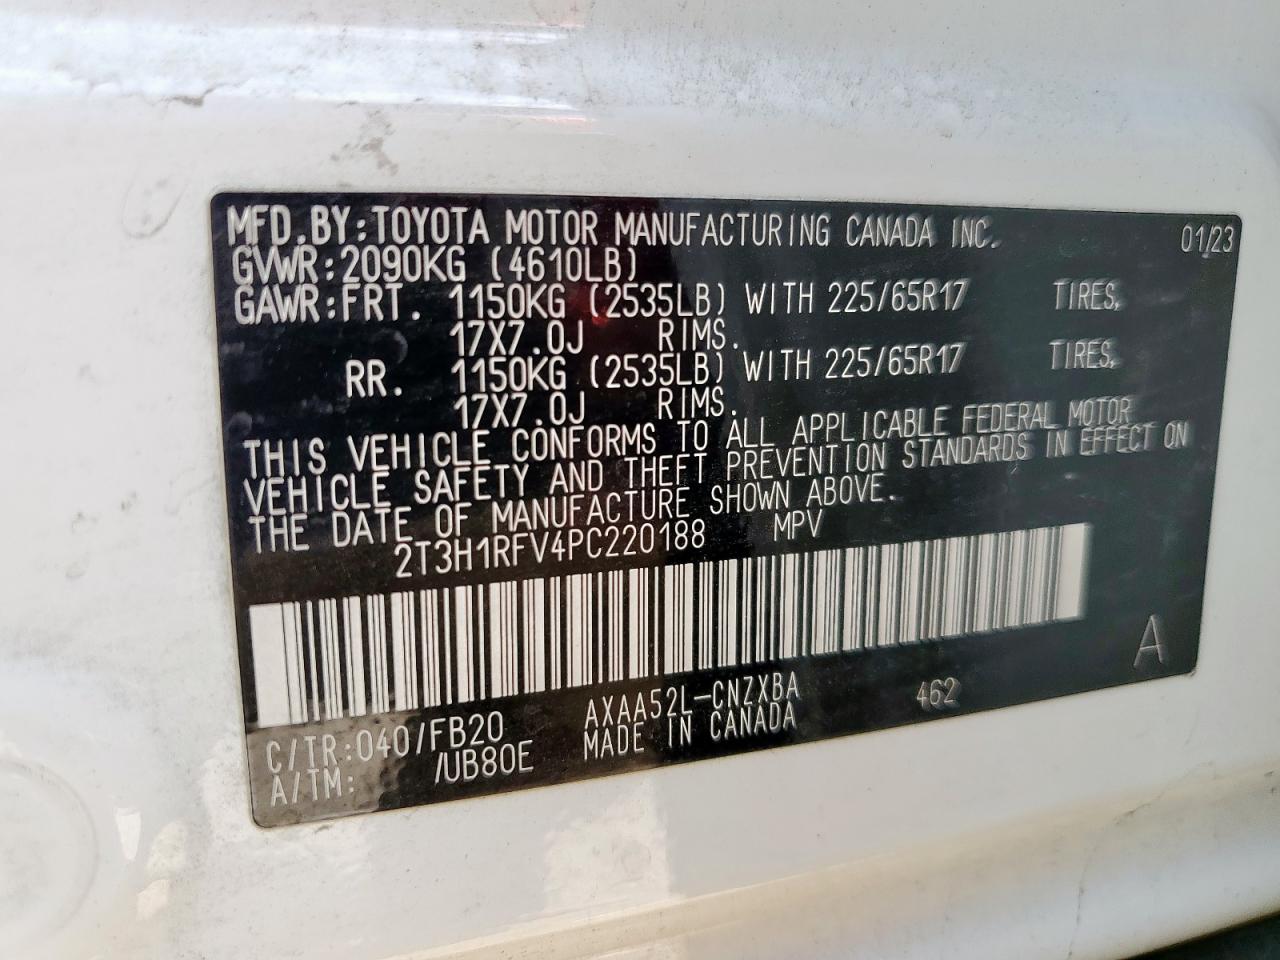 MFD.BY:TOYOTA MOTOR MANUFACTURING CANADA INC. 01/23
GVWR:2090KG (4610LB)
GAWR:FRT. 1150KG (2535LB) WITH 225/65R17 TIRES,
17X7.0J RIMS.
RR. 1150KG (2535LB) WITH 225/65R17 TIRES,
17X7.0J RIMS.
THIS VEHICLE CONFORMS TO ALL APPLICABLE FEDERAL MOTOR
VEHICLE SAFETY AND THEFT PREVENTION STANDARDS IN EFFECT ON
THE DATE OF MANUFACTURE SHOWN ABOVE.
2T3H1RFV4PC220188 MPV
A
C/TR:040/FB20 AXAA52L-CNZXBA 462
A/TM: /UB80E MADE IN CANADA